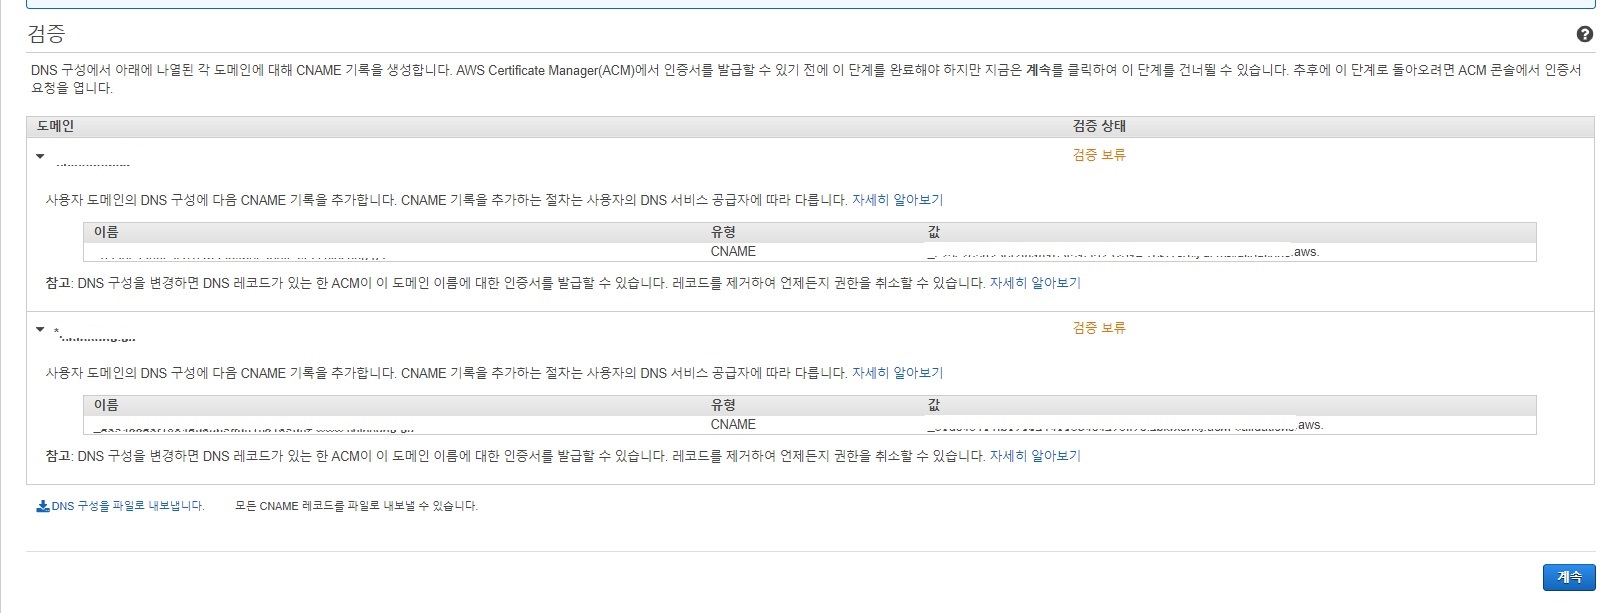 검증
DNS 구성에서 아래에 나열된 각 도메인에 대해 CNAME 기록을 생성합니다. AWS Certificate Manager(ACM)에서 인증서를 발급할 수 있기 전에 이 단계를 완료해야 하지만 지금은 계속를 클릭하여 이 단계를 건너뛸 수 있습니다. 추후에 이 단계로 돌아오려면 ACM 콘솔에서 인증서
요청을 엽니다.
도메인 검증 상태
검증 보류
사용자 도메인의 DNS 구성에 다음 CNAME 기록을 추가합니다. CNAME 기록을 추가하는 절차는 사용자의 DNS 서비스 공급자에 따라 다릅니다. 자세히 알아보기
이름 유형 값
CNAME aws.
참고: DNS 구성을 변경하면 DNS 레코드가 있는 한 ACM이 이 도메인 이름에 대한 인증서를 발급할 수 있습니다. 레코드를 제거하여 언제든지 권한을 취소할 수 있습니다. 자세히 알아보기
*. 검증 보류
사용자 도메인의 DNS 구성에 다음 CNAME 기록을 추가합니다. CNAME 기록을 추가하는 절차는 사용자의 DNS 서비스 공급자에 따라 다릅니다. 자세히 알아보기
이름 유형 값
CNAME aws.
참고: DNS 구성을 변경하면 DNS 레코드가 있는 한 ACM이 이 도메인 이름에 대한 인증서를 발급할 수 있습니다. 레코드를 제거하여 언제든지 권한을 취소할 수 있습니다. 자세히 알아보기
DNS 구성을 파일로 내보냅니다. 모든 CNAME 레코드를 파일로 내보낼 수 있습니다.
계속